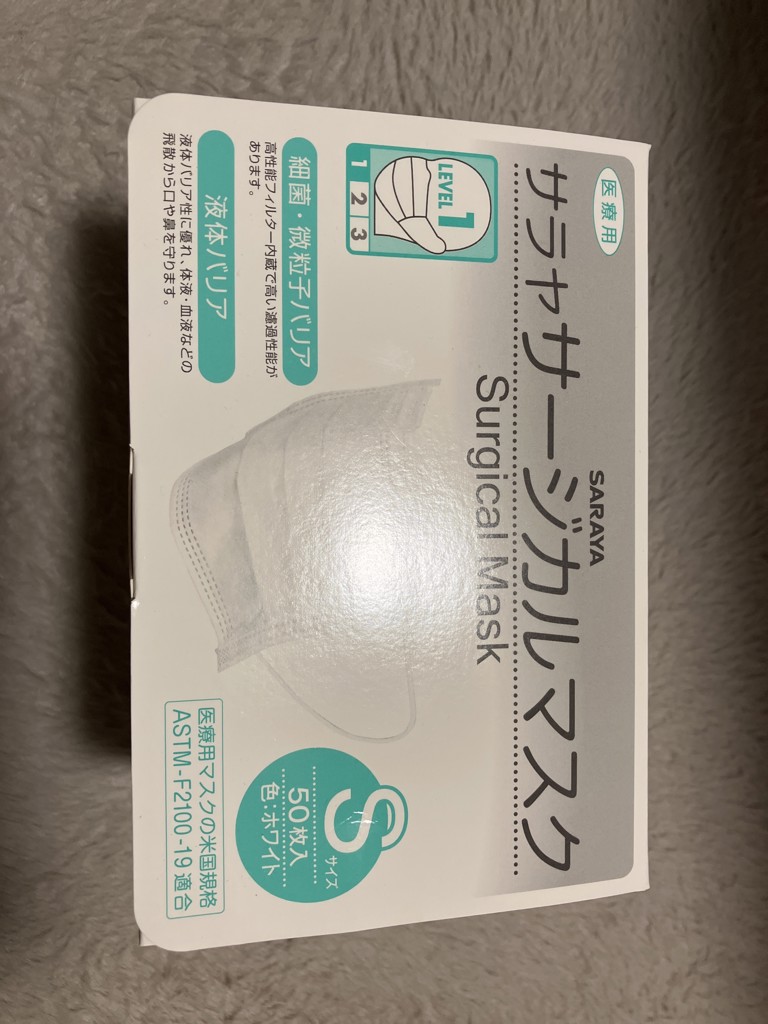 医療用
SARAYA
サラヤサージカルマスク
Surgical Mask
LEVEL 1
1 2 3
細菌・微粒子バリア
高性能フィルター内蔵で高い濾過性能が
あります。
液体バリア
液体バリア性に優れ、体液・血液などの
飛散から口や鼻を守ります。
Sサイズ
50枚入
色:ホワイト
医療用マスクの米国規格
ASTM-F2100-19適合